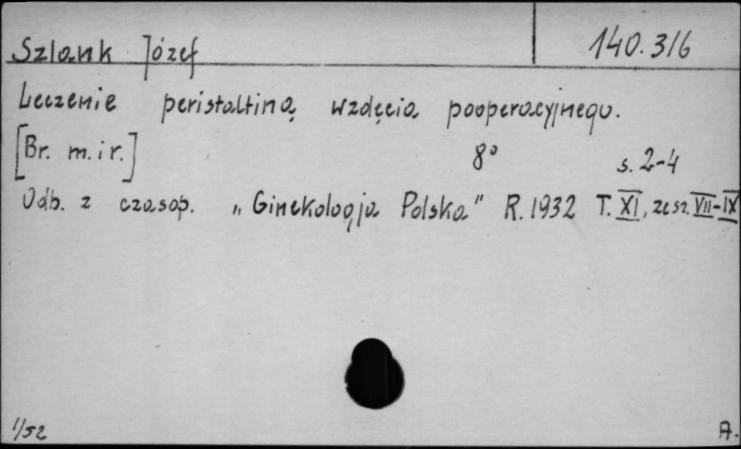 Szlank Józef 140.316
Leczenie peristaltiną wzdęcia pooperacyjnego.
[Br. m. i r.] 8° s. 2-4
Odb. z czasop. „Ginekologja Polska" R. 1932 T. XI, zesz. VII-IX
1/52 A.